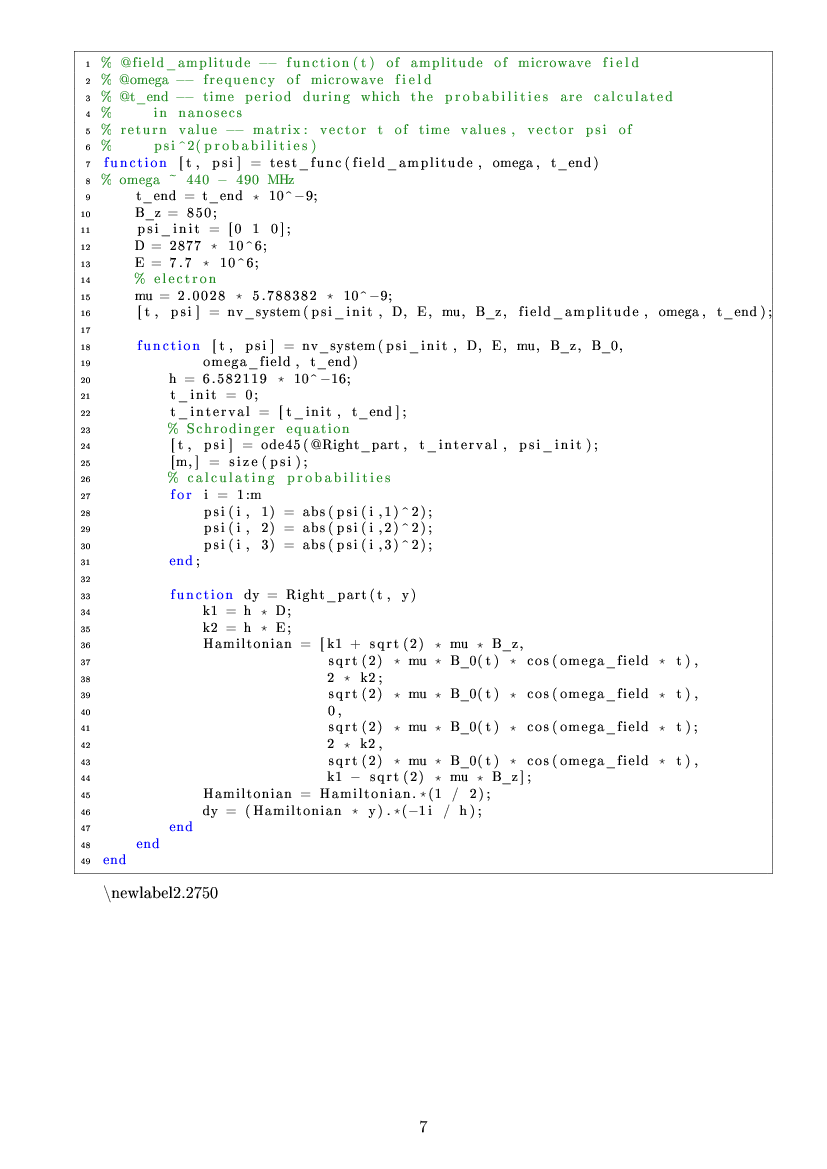 1 % @field_amplitude −− function(t) of amplitude of microwave field
2 % @omega −− frequency of microwave field
3 % @t_end −− time period during which the probabilities are calculated
4 %     in nanosecs
5 % return value −− matrix: vector t of time values, vector psi of
6 %     psi^2(probabilities)
7 function [t, psi] = test_func(field_amplitude, omega, t_end)
8 % omega ~ 440 − 490 MHz
9     t_end = t_end * 10^−9;
10     B_z = 850;
11     psi_init = [0 1 0];
12     D = 2877 * 10^6;
13     E = 7.7 * 10^6;
14     % electron
15     mu = 2.0028 * 5.788382 * 10^−9;
16     [t, psi] = nv_system(psi_init, D, E, mu, B_z, field_amplitude, omega, t_end);
17
18     function [t, psi] = nv_system(psi_init, D, E, mu, B_z, B_0,
19             omega_field, t_end)
20         h = 6.582119 * 10^−16;
21         t_init = 0;
22         t_interval = [t_init, t_end];
23         % Schrodinger equation
24         [t, psi] = ode45(@Right_part, t_interval, psi_init);
25         [m,] = size(psi);
26         % calculating probabilities
27         for i = 1:m
28             psi(i, 1) = abs(psi(i,1)^2);
29             psi(i, 2) = abs(psi(i,2)^2);
30             psi(i, 3) = abs(psi(i,3)^2);
31         end;
32
33         function dy = Right_part(t, y)
34             k1 = h * D;
35             k2 = h * E;
36             Hamiltonian = [k1 + sqrt(2) * mu * B_z,
37                            sqrt(2) * mu * B_0(t) * cos(omega_field * t),
38                            2 * k2;
39                            sqrt(2) * mu * B_0(t) * cos(omega_field * t),
40                            0,
41                            sqrt(2) * mu * B_0(t) * cos(omega_field * t);
42                            2 * k2,
43                            sqrt(2) * mu * B_0(t) * cos(omega_field * t),
44                            k1 − sqrt(2) * mu * B_z];
45             Hamiltonian = Hamiltonian.*(1 / 2);
46             dy = (Hamiltonian * y).*(−1i / h);
47         end
48     end
49 end
\newlabel2.2750
7